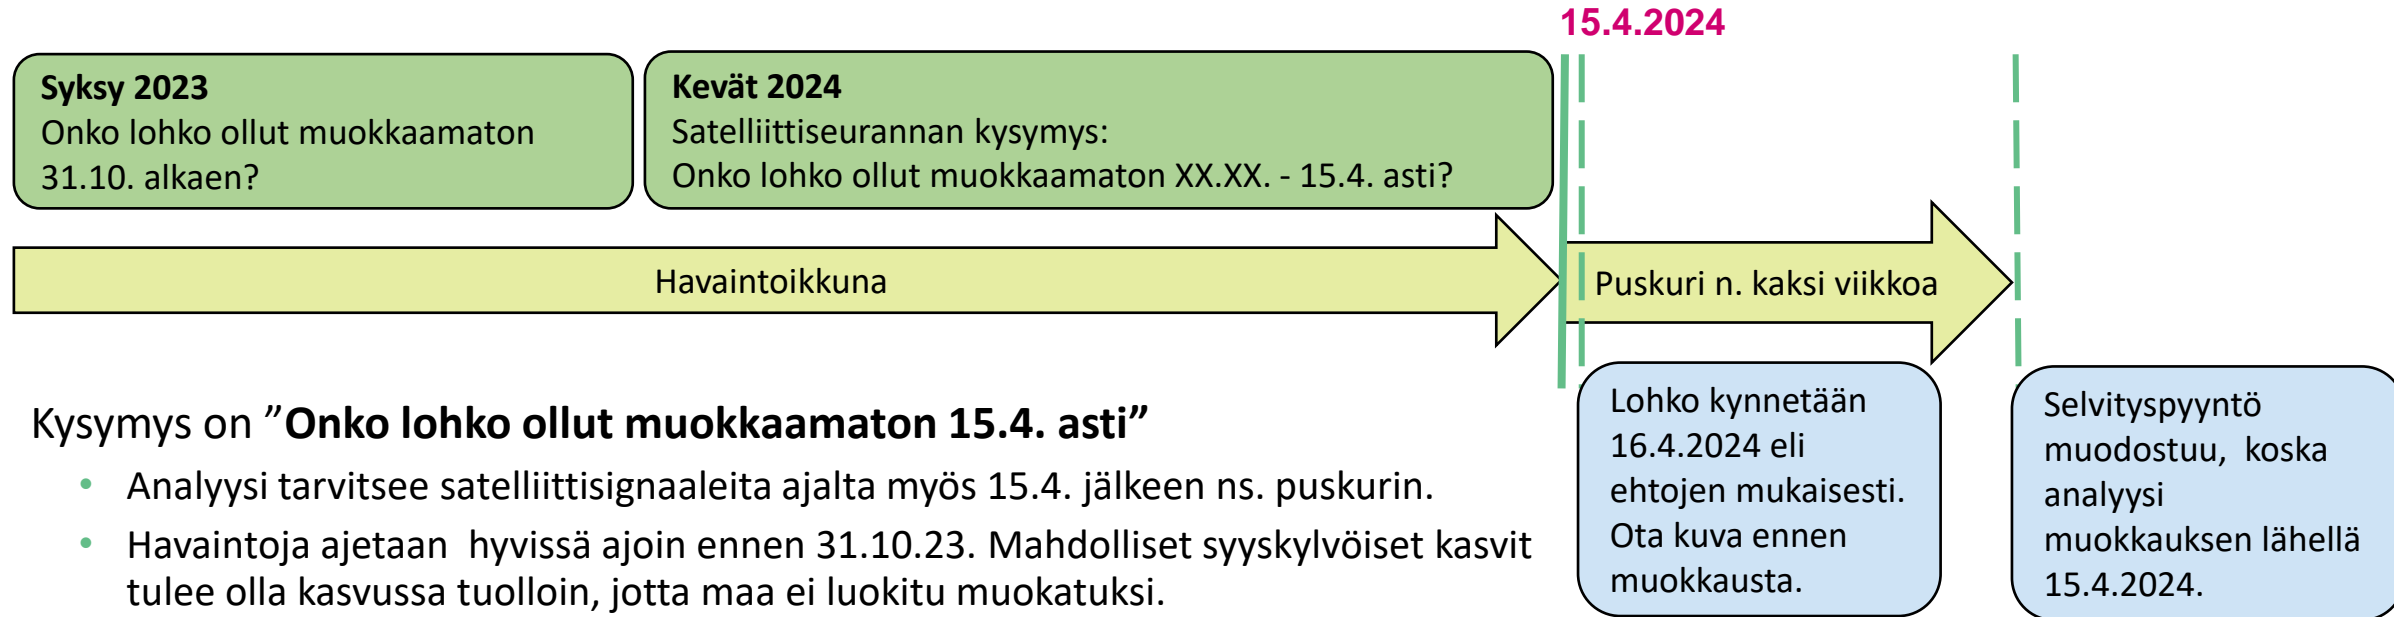 15.4.2024
Syksy 2023
Onko lohko ollut muokkaamaton
31.10. alkaen?
Kevät 2024
Satelliittiseurannan kysymys:
Onko lohko ollut muokkaamaton XX.XX. - 15.4. asti?
Havaintoikkuna
Puskuri n. kaksi viikkoa
Kysymys on ”Onko lohko ollut muokkaamaton 15.4. asti”
• Analyysi tarvitsee satelliittisignaaleita ajalta myös 15.4. jälkeen ns. puskurin.
• Havaintoja ajetaan hyvissä ajoin ennen 31.10.23. Mahdolliset syyskylvöiset kasvit
tulee olla kasvussa tuolloin, jotta maa ei luokitu muokatuksi.
Lohko kynnetään
16.4.2024 eli
ehtojen mukaisesti.
Ota kuva ennen
muokkausta.
Selvityspyyntö
muodostuu, koska
analyysi
muokkauksen lähellä
15.4.2024.